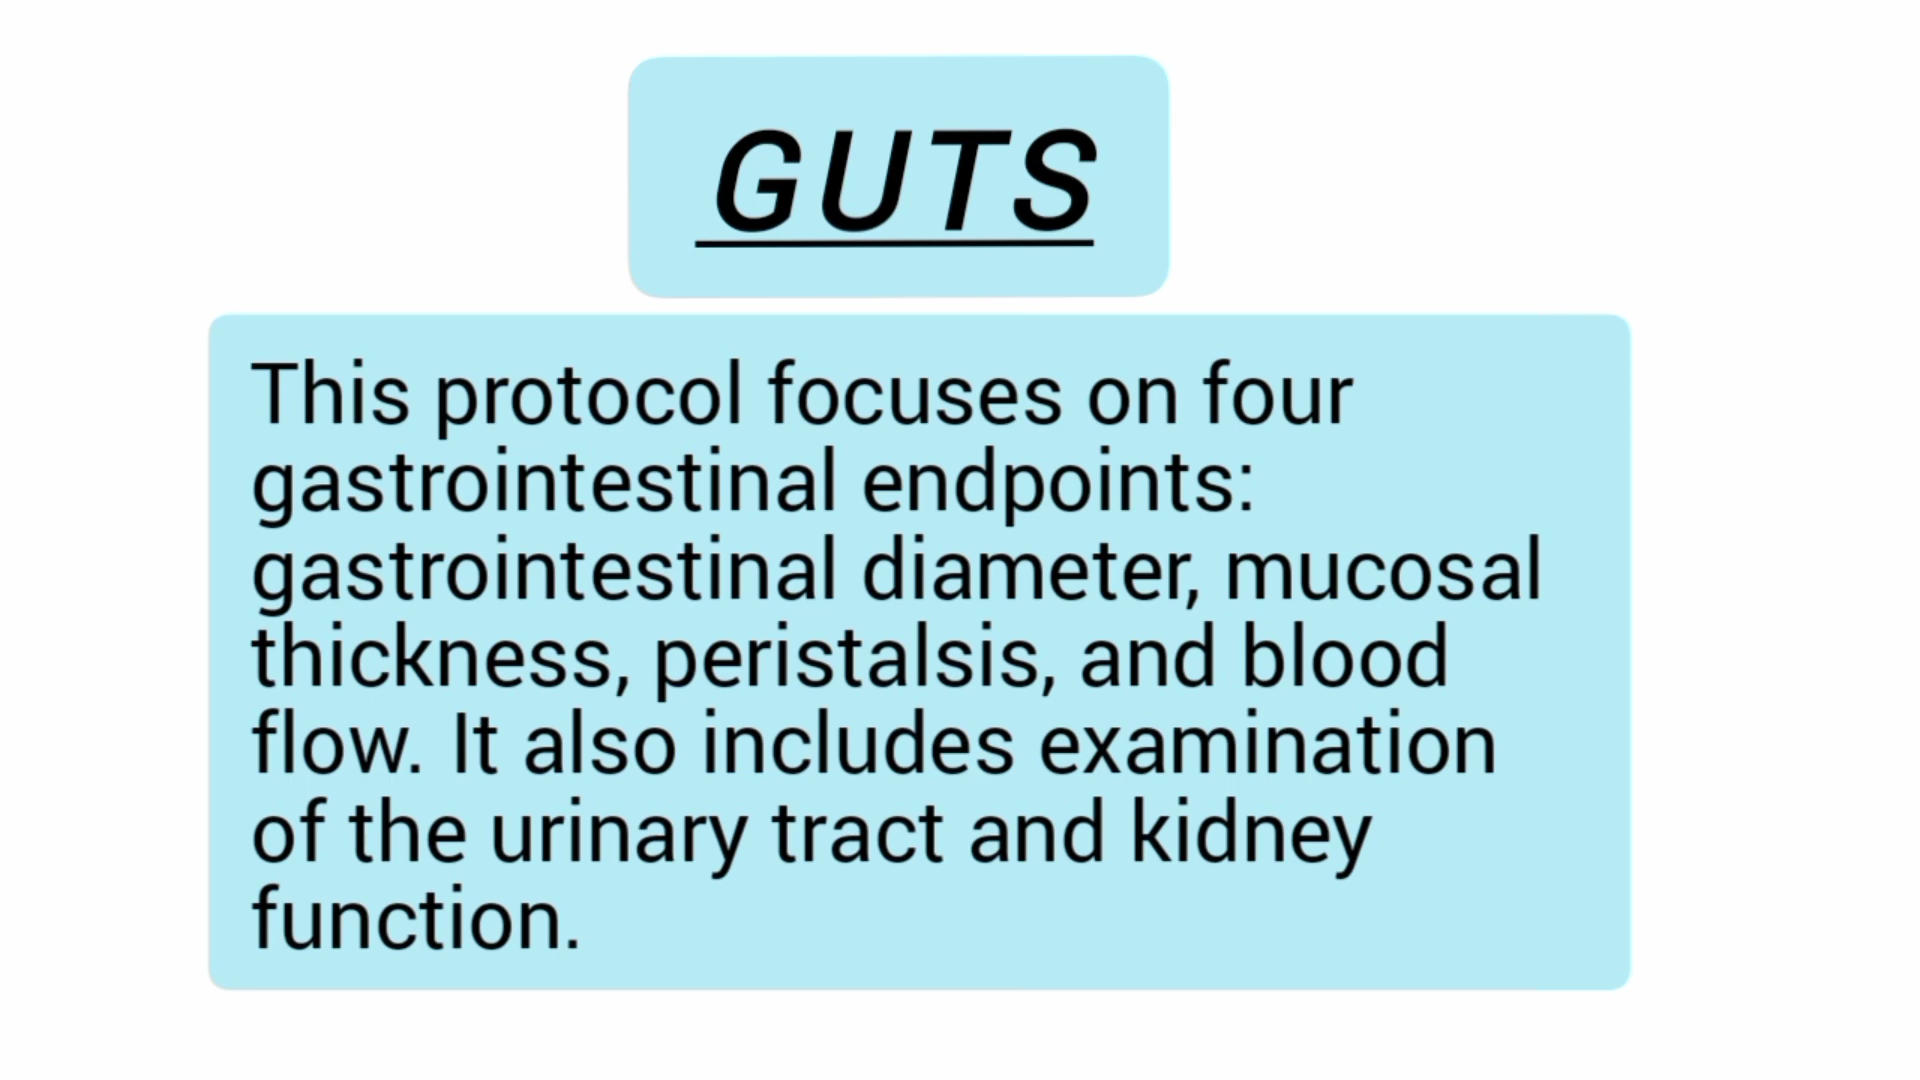 GUTS
This protocol focuses on four
gastrointestinal endpoints:
gastrointestinal diameter, mucosal
thickness, peristalsis, and blood
flow. It also includes examination
of the urinary tract and kidney
function.